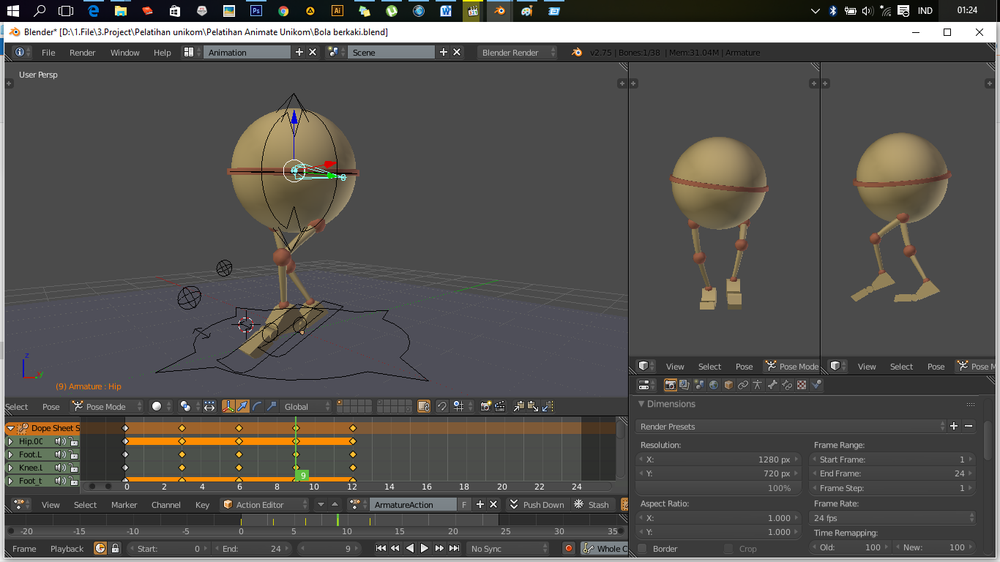 IND
01:24
Blender* [D:\1.File\3.Project\Pelatihan unikom\Pelatihan Animate Unikom\Bola berkaki.blend]
File Render Window Help Animation Scene Blender Render v2.75 | Bones:1/38 | Mem:31.04M | Armature
User Persp
z
y
(9) Armature : Hip
View Select Pose Pose Mode
View Select Pose Pose M
Select Pose Pose Mode Global
Dimensions
Render Presets
Resolution:
X: 1280 px
Y: 720 px
100%
Aspect Ratio:
X: 1.000
Y: 1.000
Border Crop
Frame Range:
Start Frame: 1
End Frame: 24
Frame Step: 1
Frame Rate:
24 fps
Time Remapping:
Old: 100 New: 100
Dope Sheet S
Hip.0
Foot.L
Knee.L
Foot_t
9
0 2 4 6 8 10 12 14 16 18 20 22 24
View Select Marker Channel Key Action Editor ArmatureAction F Push Down Stash
-20 -15 -10 -5 0 5 10 15 20 25 30 35
Frame Playback Start: 0 End: 24 9 No Sync Whole C